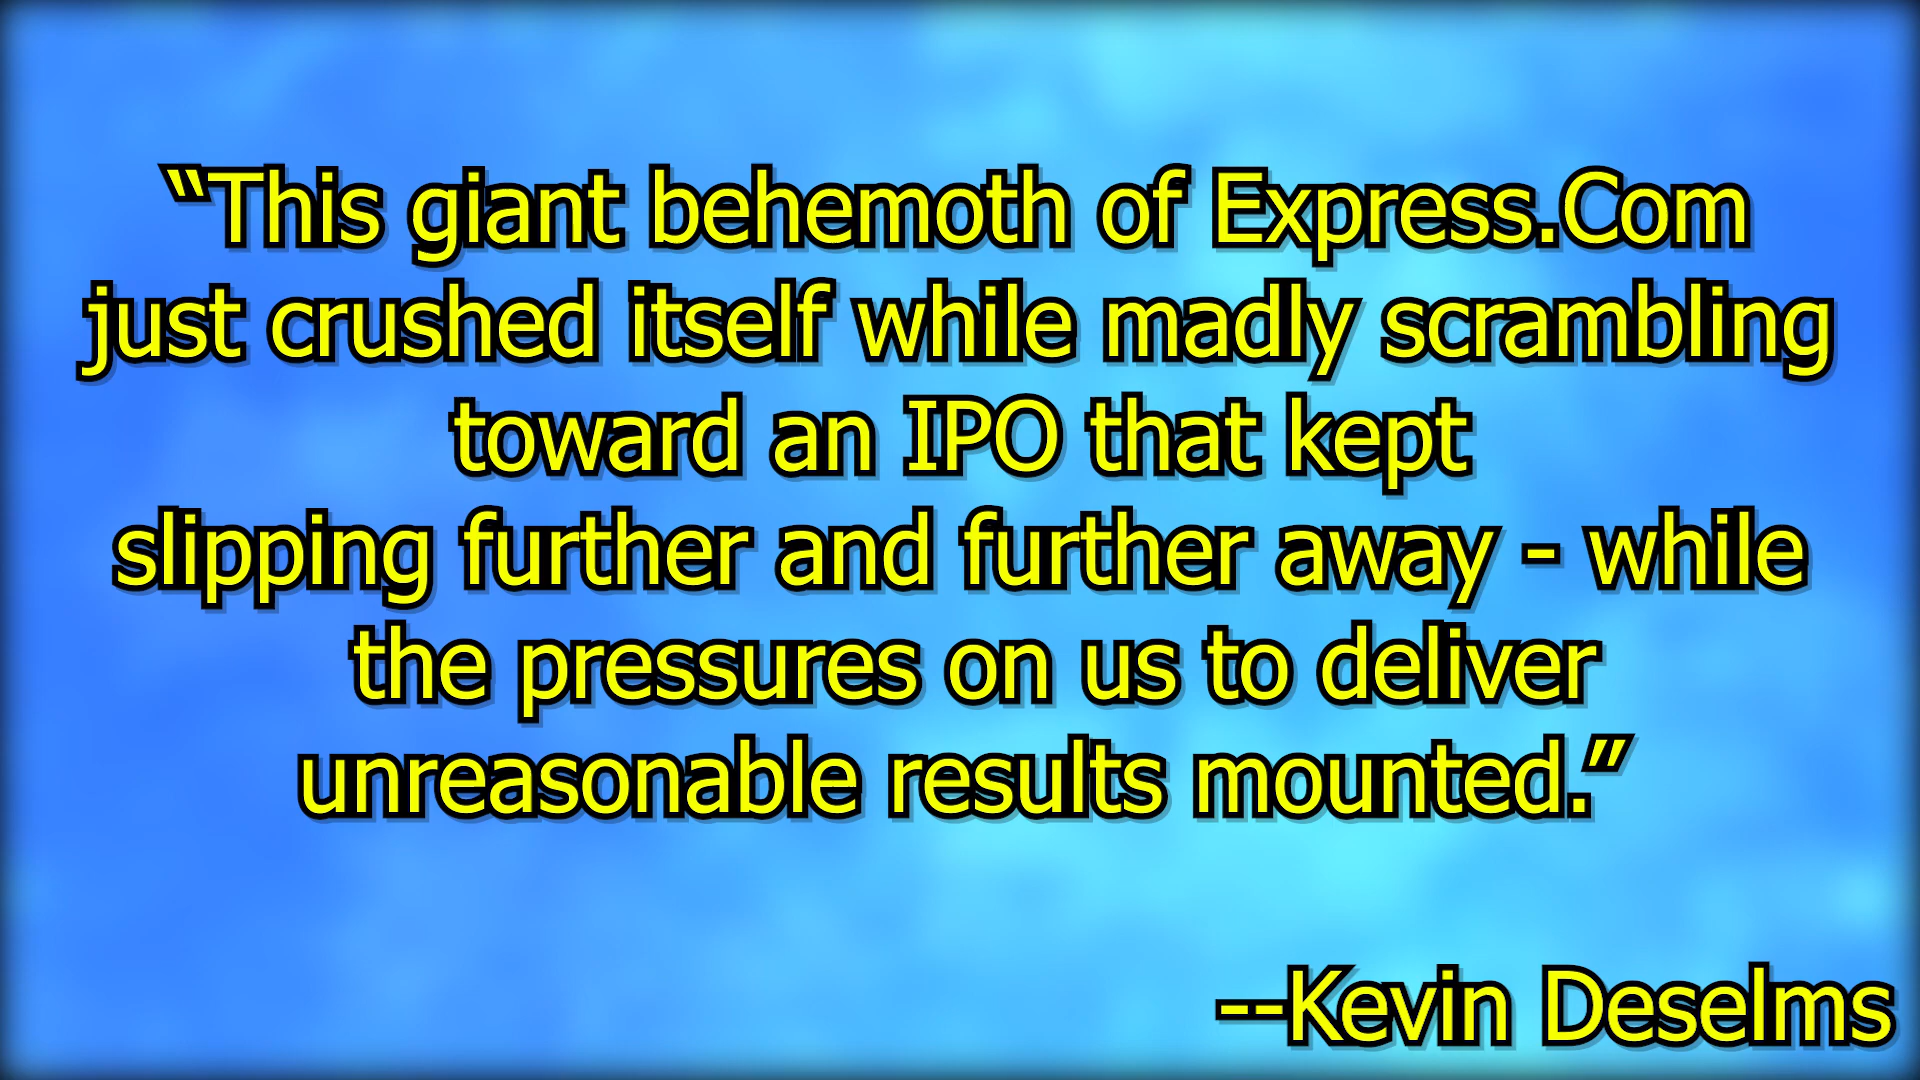 “This giant behemoth of Express.Com
just crushed itself while madly scrambling
toward an IPO that kept
slipping further and further away - while
the pressures on us to deliver
unreasonable results mounted.”
--Kevin Deselms